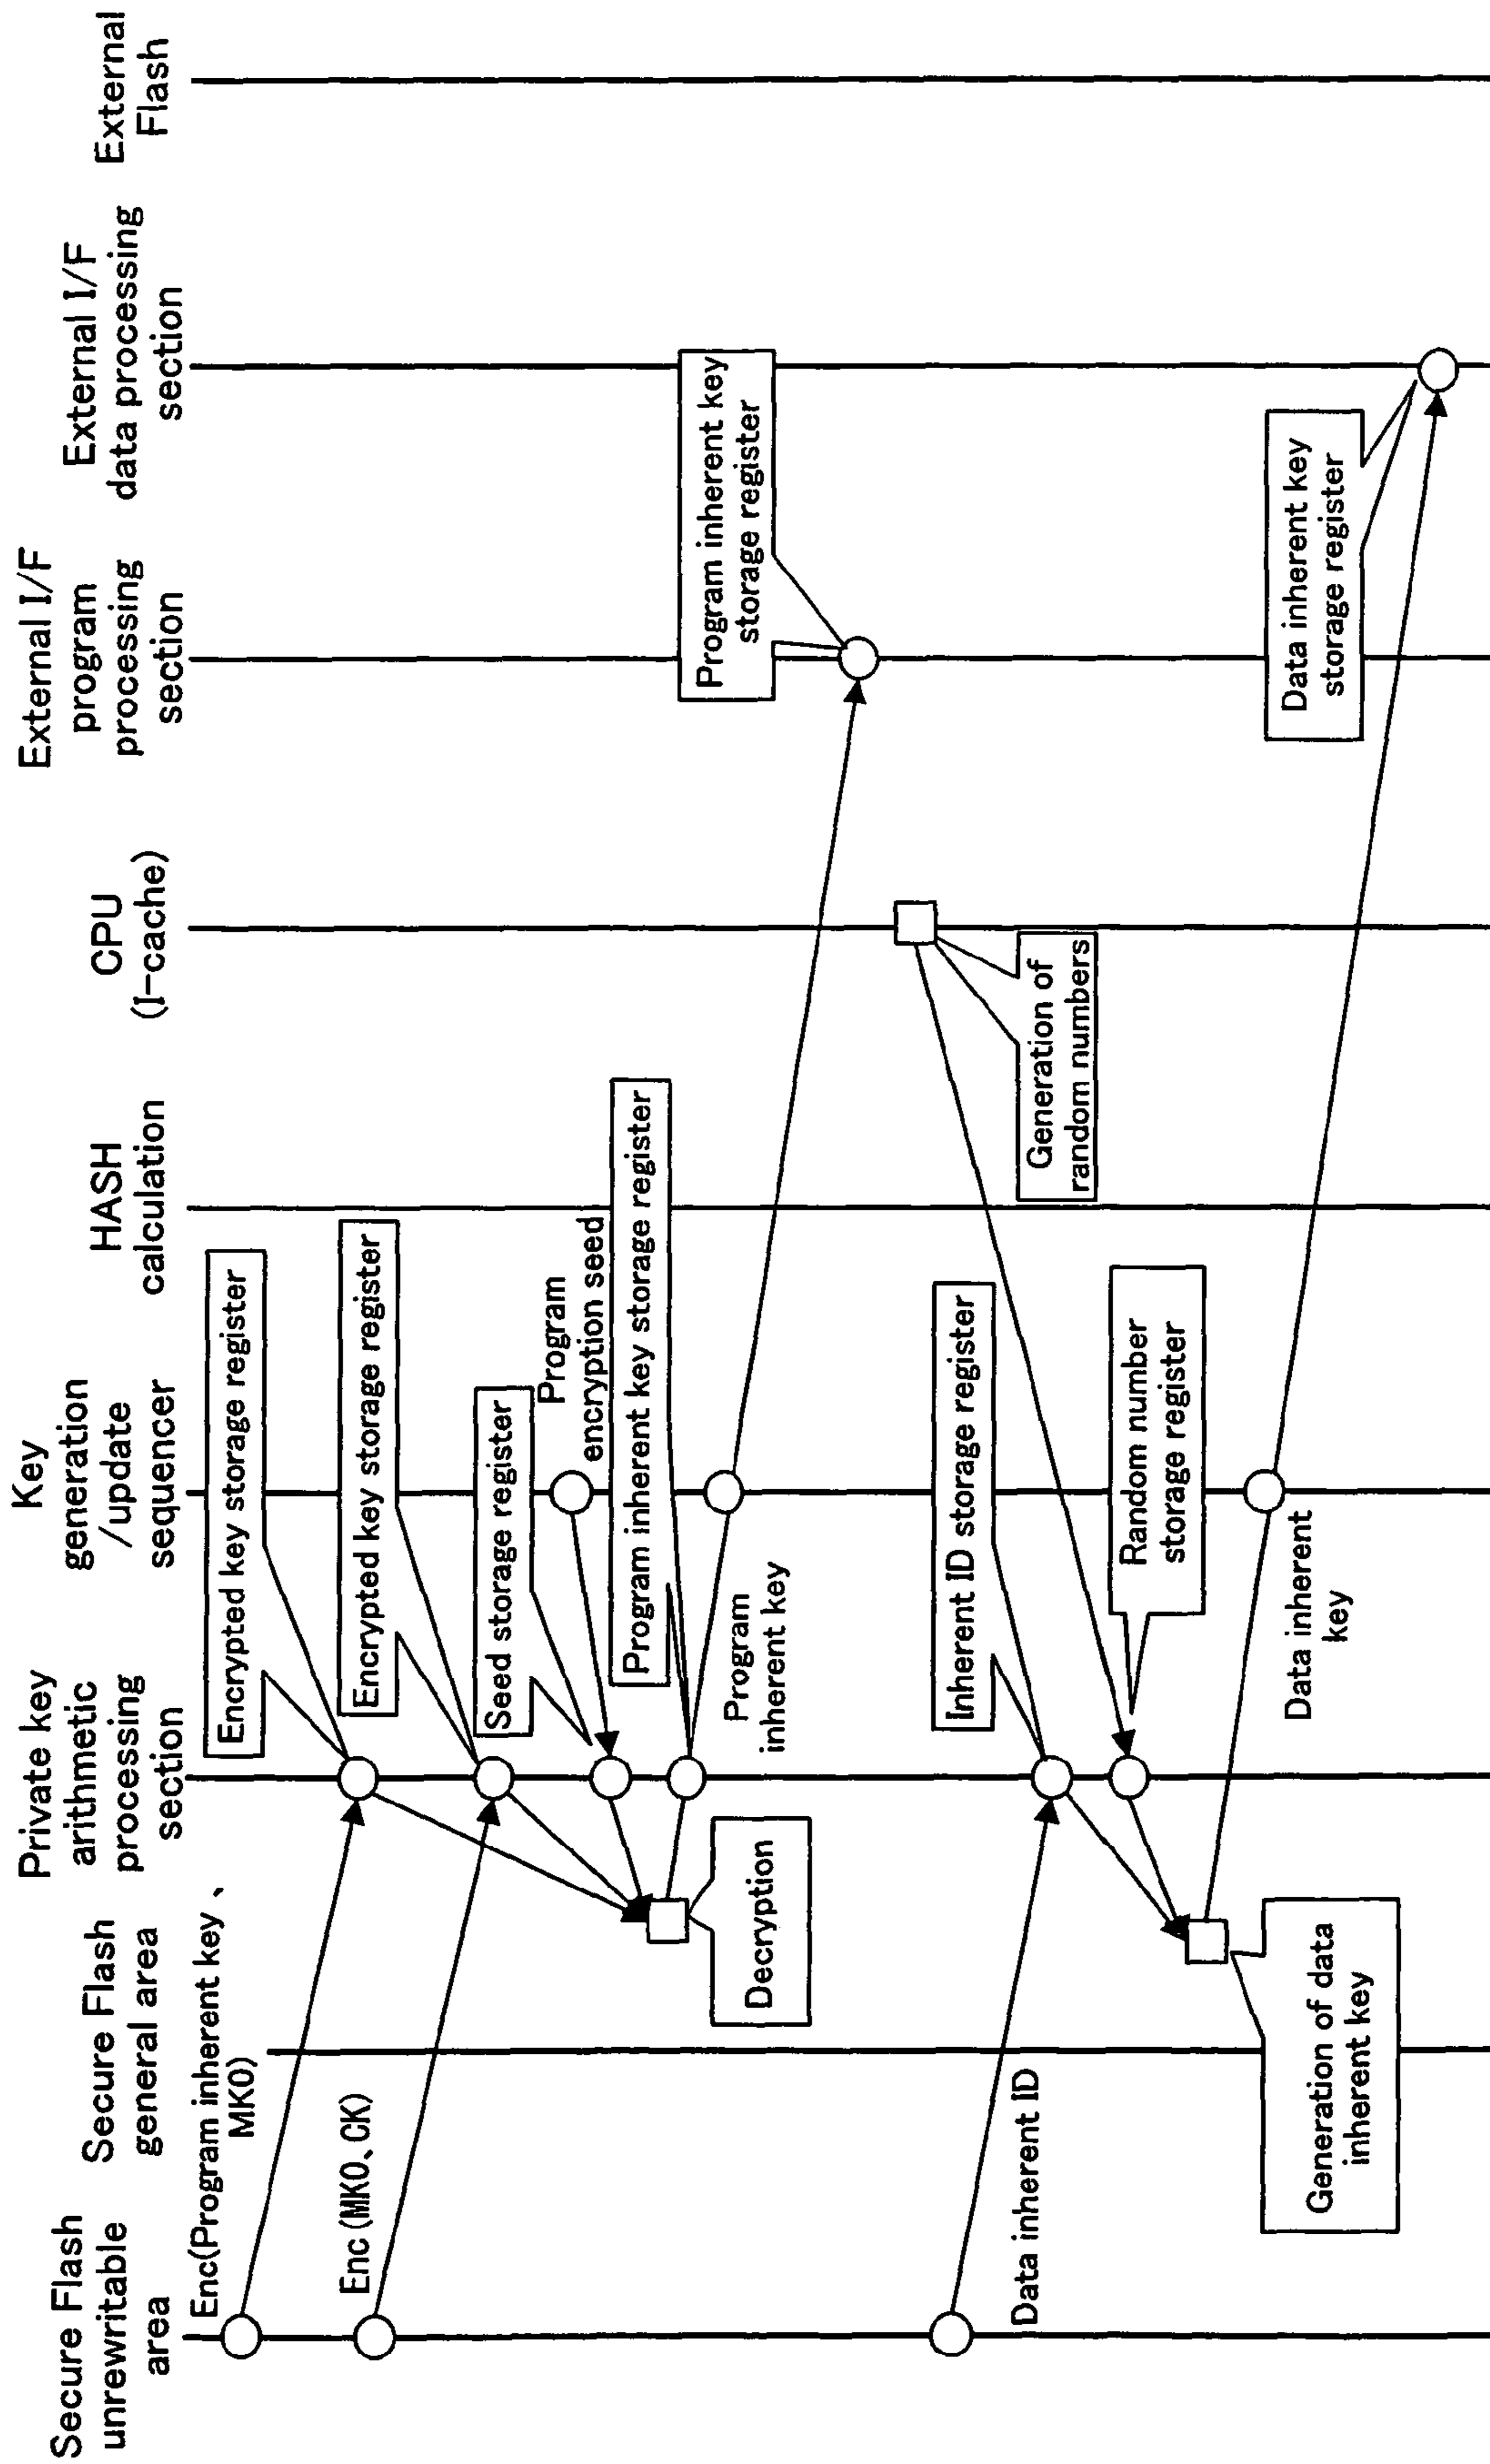 Secure Flash
unrewritable
area
Secure Flash
general area
Private key
arithmetic
processing
section
Key
generation
/update
sequencer
HASH
calculation
CPU
(I-cache)
External I/F
program
processing
section
External I/F
data processing
section
External
Flash
Enc(Program inherent key、
MK0)
Encrypted key storage register
Enc(MK0、CK)
Encrypted key storage register
Seed storage register
Program
encryption seed
Program inherent key storage register
Decryption
Program
inherent key
Program inherent key
storage register
Generation of
random numbers
Data inherent ID
Inherent ID storage register
Random number
storage register
Generation of data
inherent key
Data inherent
key
Data inherent key
storage register